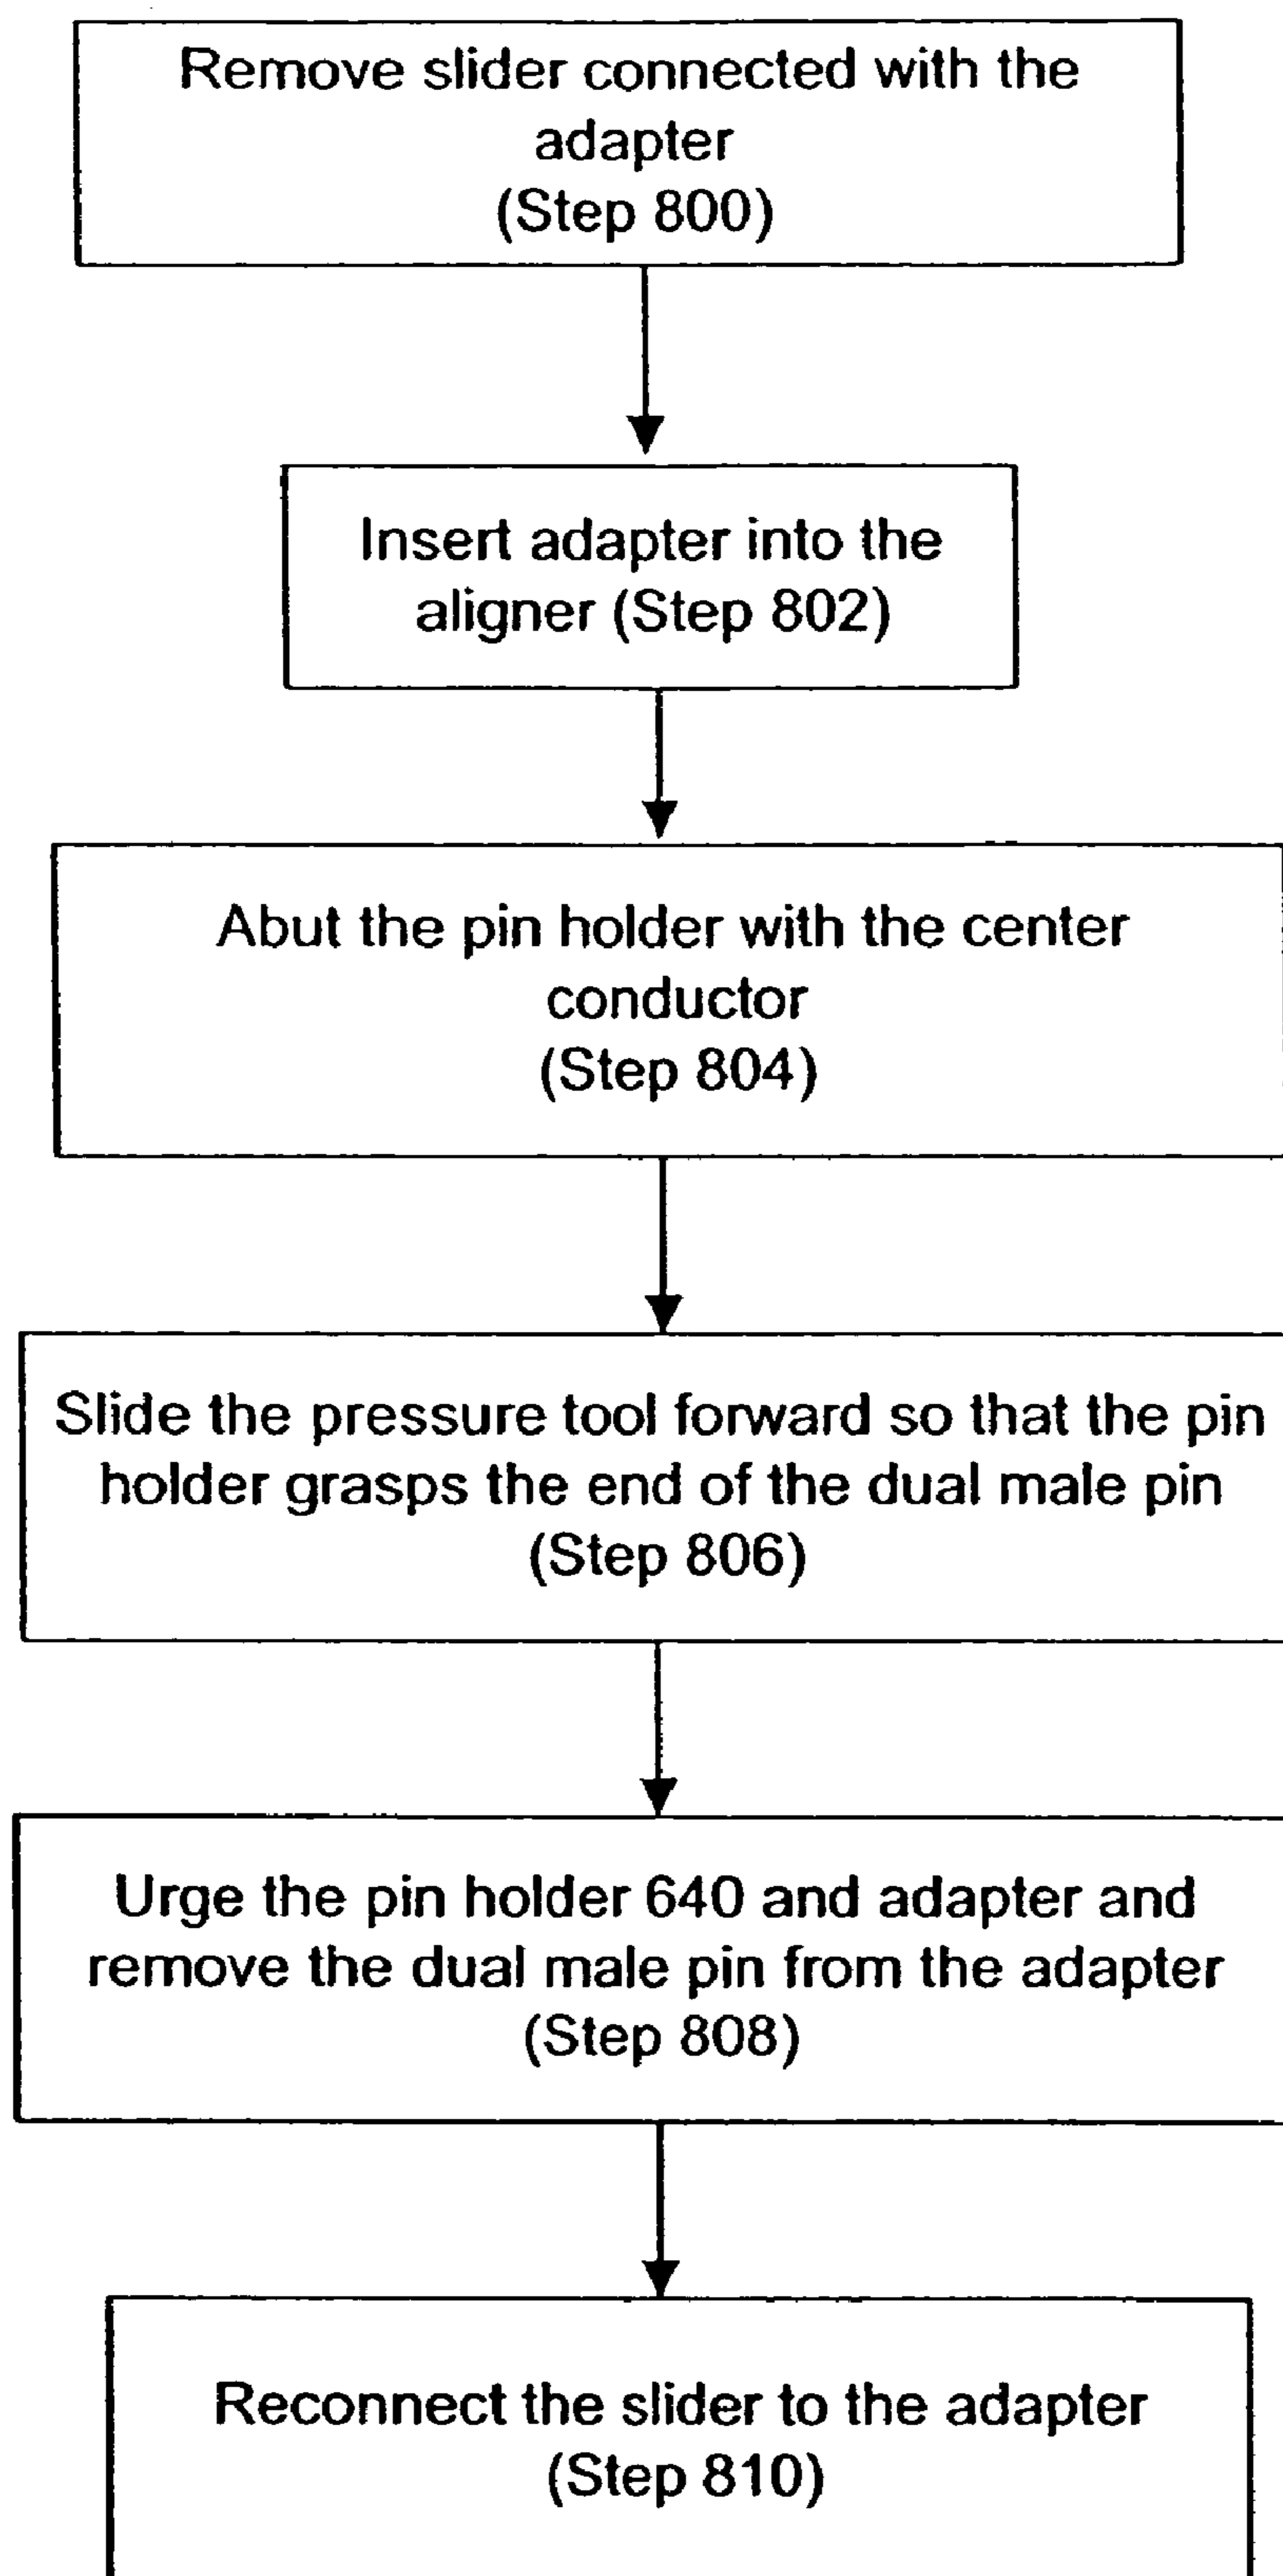 Remove slider connected with the
adapter
(Step 800)
Insert adapter into the
aligner (Step 802)
Abut the pin holder with the center
conductor
(Step 804)
Slide the pressure tool forward so that the pin
holder grasps the end of the dual male pin
(Step 806)
Urge the pin holder 640 and adapter and
remove the dual male pin from the adapter
(Step 808)
Reconnect the slider to the adapter
(Step 810)